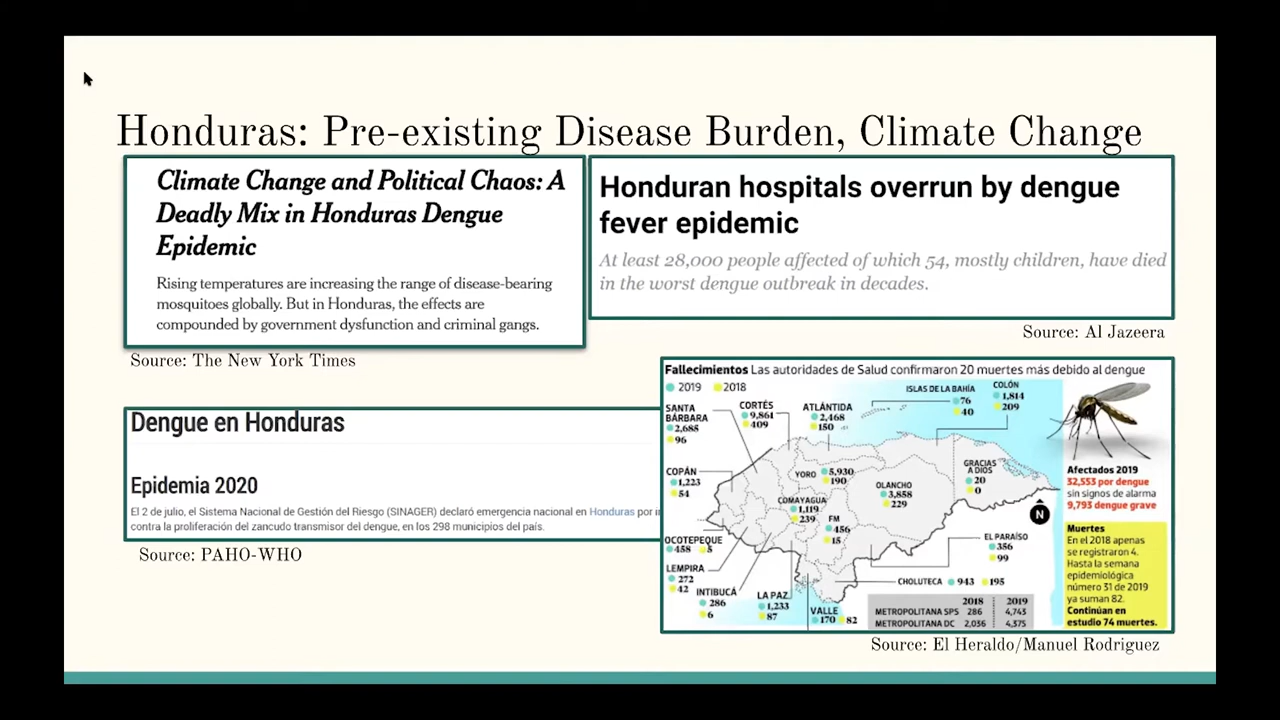 Honduras: Pre-existing Disease Burden, Climate Change
Climate Change and Political Chaos: A
Deadly Mix in Honduras Dengue
Epidemic
Rising temperatures are increasing the range of disease-bearing
mosquitoes globally. But in Honduras, the effects are
compounded by government dysfunction and criminal gangs.
Source: The New York Times
Honduran hospitals overrun by dengue
fever epidemic
At least 28,000 people affected of which 54, mostly children, have died
in the worst dengue outbreak in decades.
Source: Al Jazeera
Dengue en Honduras
Epidemia 2020
El 2 de julio, el Sistema Nacional de Gestión del Riesgo (SINAGER) declaró emergencia nacional en Honduras por
contra la proliferación del zancudo transmisor del dengue, en los 298 municipios del país.
Source: PAHO-WHO
Fallecimientos Las autoridades de Salud confirmaron 20 muertes más debido al dengue
2019 2018
SANTA
BÁRBARA
2,685
96
CORTÉS
9,861
409
ATLÁNTIDA
2,468
150
ISLAS DE LA BAHÍA
76
40
COLÓN
1,814
209
COPÁN
1,223
54
YORO 5,930
190
COMAYAGUA
1,119
239
FM
456
15
OLANCHO
3,858
229
GRACIAS
A DIOS
20
0
N
OCOTEPEQUE
458 5
LEMPIRA
272
42
INTIBUCÁ
286
6
LA PAZ
1,233
87
VALLE
170 82
CHOLUTECA 943 195
EL PARAÍSO
356
99
2018 2019
METROPOLITANA SPS 286 4,743
METROPOLITANA DC 2,036 4,375
Afectados 2019
32,553 por dengue
sin signos de alarma
9,793 dengue grave
Muertes
En el 2018 apenas
se registraron 4.
Hasta la semana
epidemiológica
número 31 de 2019
ya suman 82.
Continúan en
estudio 74 muertes.
Source: El Heraldo/Manuel Rodriguez